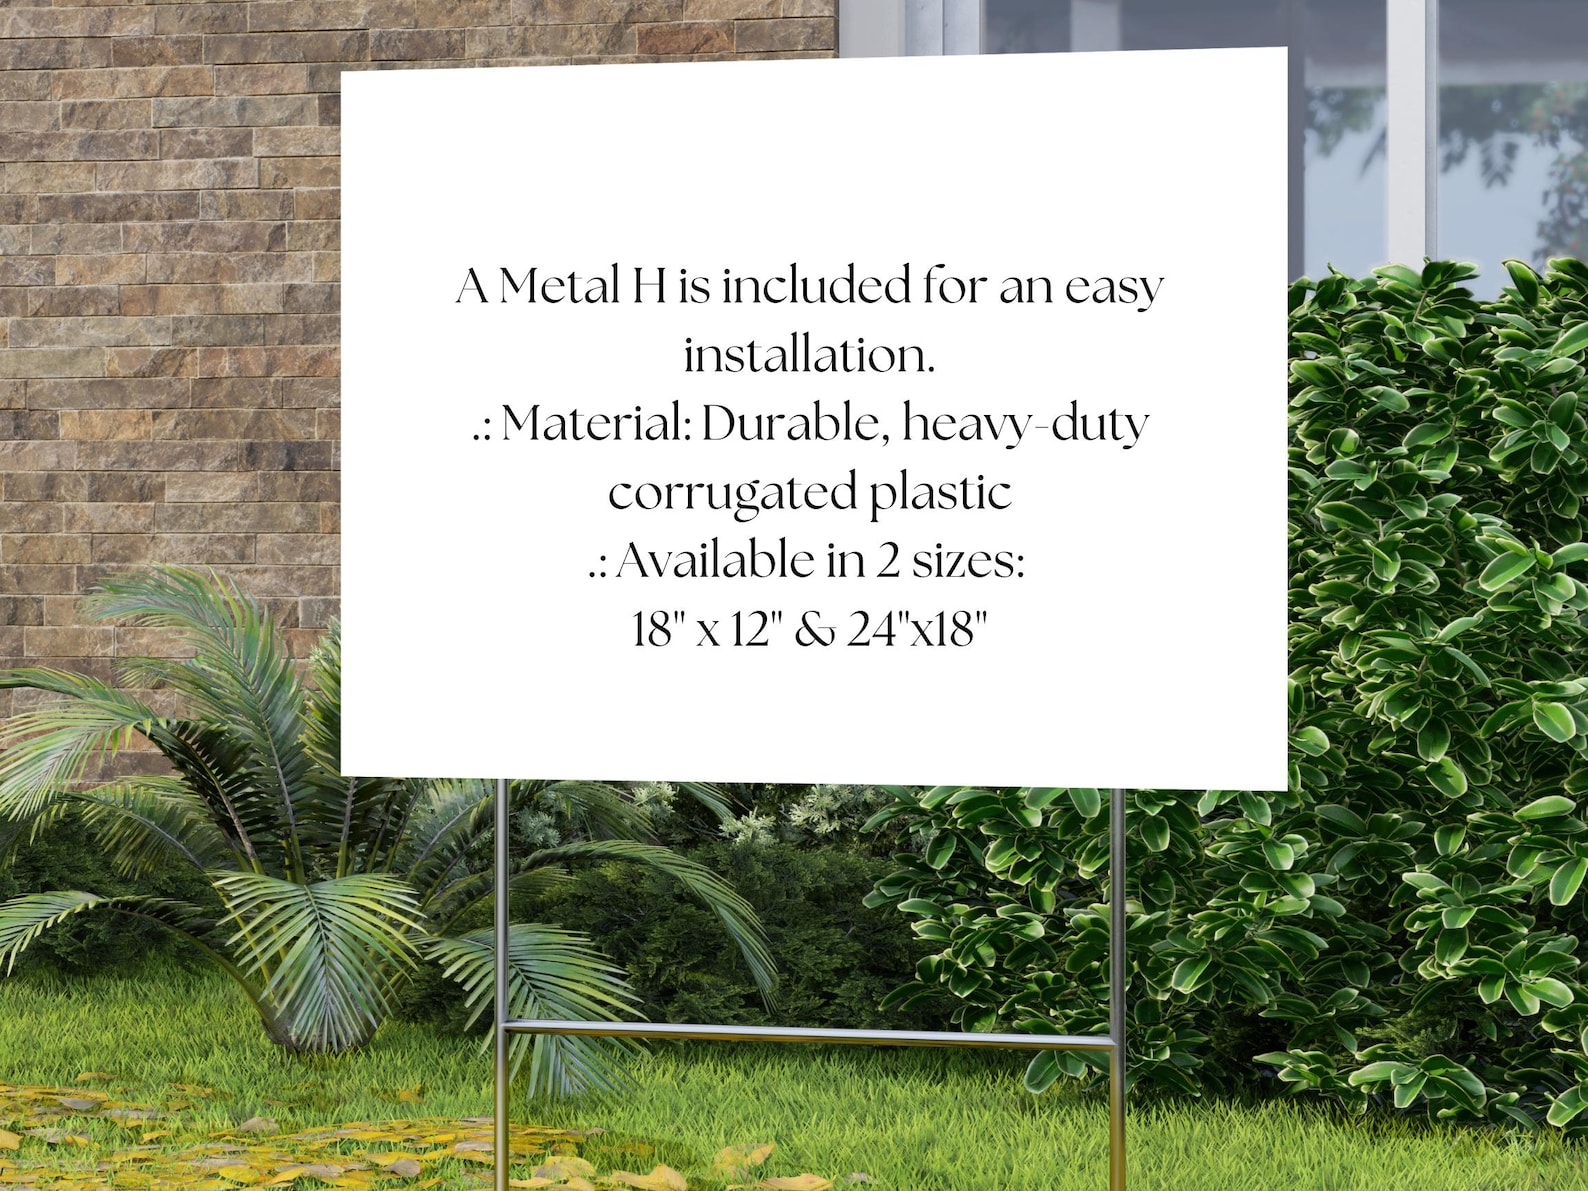 A Metal H is included for an easy
installation.
.: Material: Durable, heavy-duty
corrugated plastic
.: Available in 2 sizes:
18" x 12" & 24"x18"